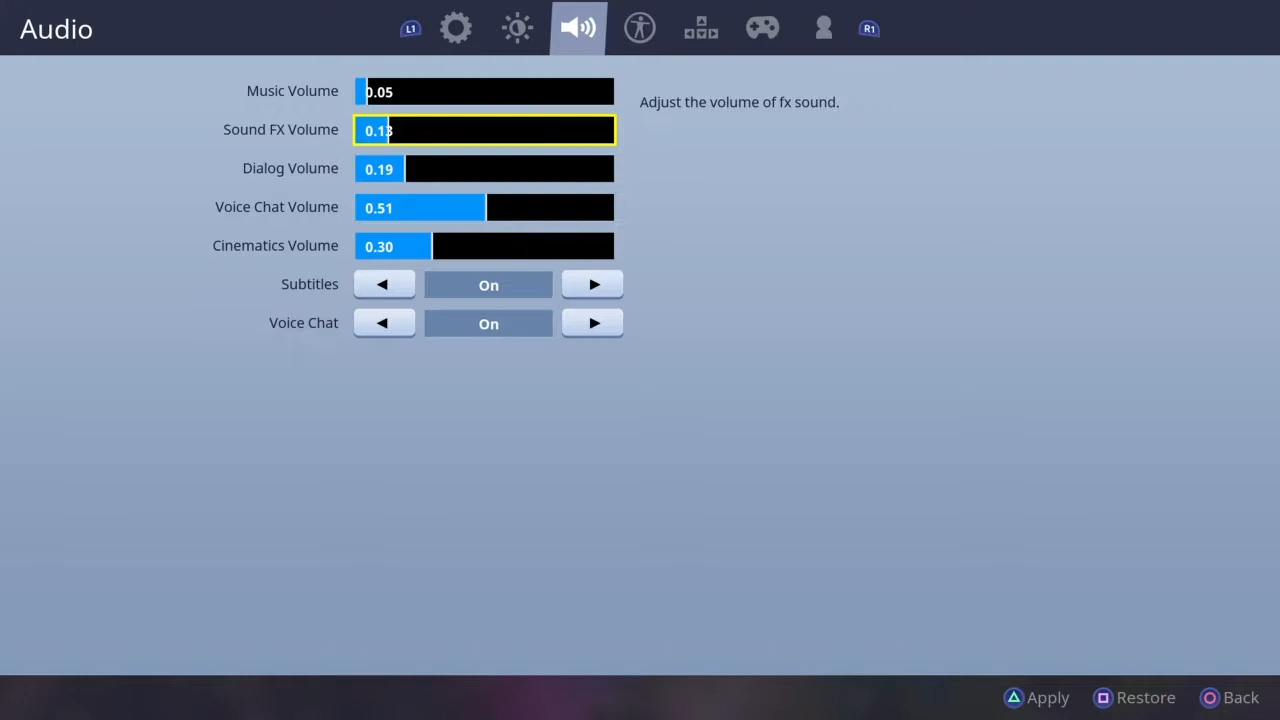 Audio
L1
R1
Music Volume 0.05
Adjust the volume of fx sound.
Sound FX Volume 0.13
Dialog Volume 0.19
Voice Chat Volume 0.51
Cinematics Volume 0.30
Subtitles On
Voice Chat On
Apply Restore Back